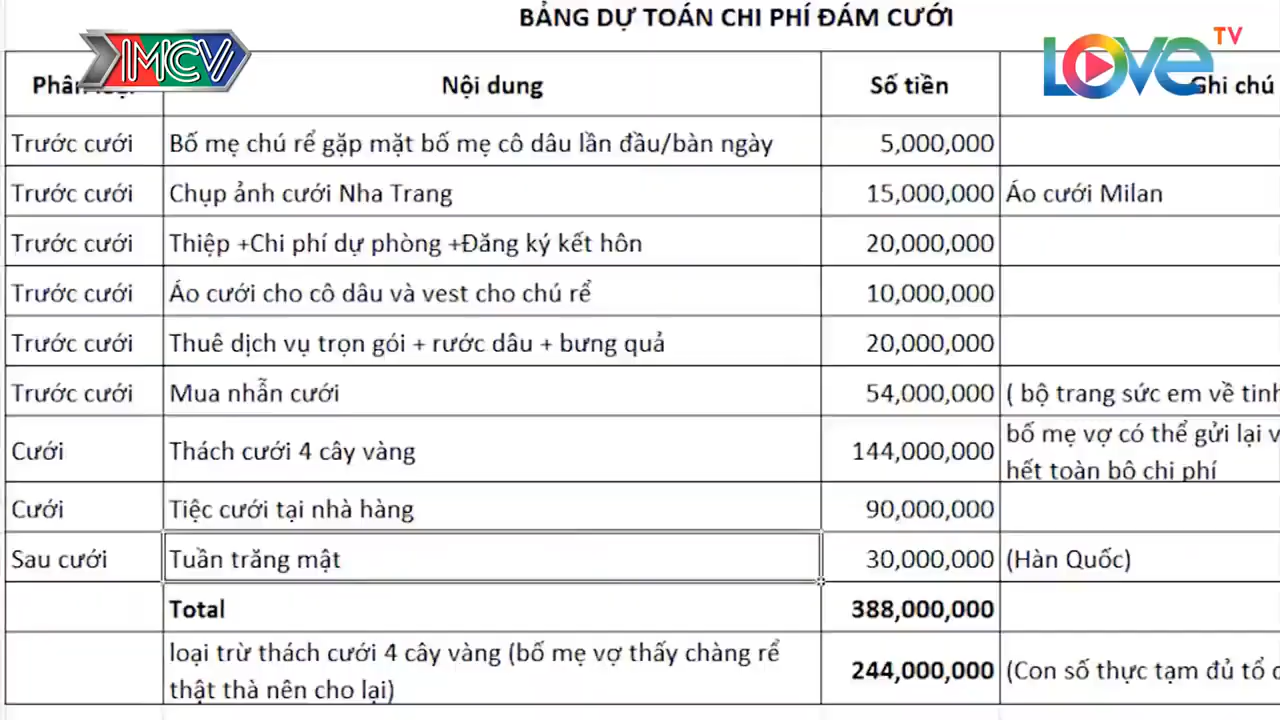 BẢNG DỰ TOÁN CHI PHÍ ĐÁM CƯỚI
MCV
LOVE TV
Phân Nội dung Số tiền Ghi chú
Trước cưới Bố mẹ chú rể gặp mặt bố mẹ cô dâu lần đầu/bàn ngày 5,000,000
Trước cưới Chụp ảnh cưới Nha Trang 15,000,000 Áo cưới Milan
Trước cưới Thiệp +Chi phí dự phòng +Đăng ký kết hôn 20,000,000
Trước cưới Áo cưới cho cô dâu và vest cho chú rể 10,000,000
Trước cưới Thuê dịch vụ trọn gói + rước dâu + bưng quả 20,000,000
Trước cưới Mua nhẫn cưới 54,000,000 ( bộ trang sức em về tinh
Cưới Thách cưới 4 cây vàng 144,000,000 bố mẹ vợ có thể gửi lại v
hết toàn bô chi phí
Cưới Tiệc cưới tại nhà hàng 90,000,000
Sau cưới Tuần trăng mật 30,000,000 (Hàn Quốc)
Total 388,000,000
loại trừ thách cưới 4 cây vàng (bố mẹ vợ thấy chàng rể
thật thà nên cho lại) 244,000,000 (Con số thực tạm đủ tổ